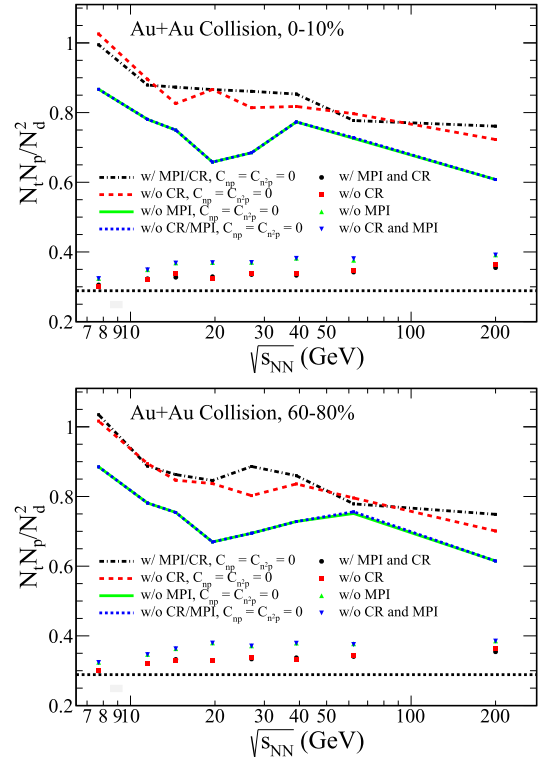 Au+Au Collision, 0-10%
1
0.8
0.6
0.4
0.2
N_tN_p/N_d^2
w/ MPI/CR, C_np = C_n²p = 0
w/o CR, C_np = C_n²p = 0
w/o MPI, C_np = C_n²p = 0
w/o CR/MPI, C_np = C_n²p = 0
w/ MPI and CR
w/o CR
w/o MPI
w/o CR and MPI
7 8 910 20 30 40 50 100 200
√s_NN (GeV)
Au+Au Collision, 60-80%
1
0.8
0.6
0.4
0.2
N_tN_p/N_d^2
w/ MPI/CR, C_np = C_n²p = 0
w/o CR, C_np = C_n²p = 0
w/o MPI, C_np = C_n²p = 0
w/o CR/MPI, C_np = C_n²p = 0
w/ MPI and CR
w/o CR
w/o MPI
w/o CR and MPI
7 8 910 20 30 40 50 100 200
√s_NN (GeV)